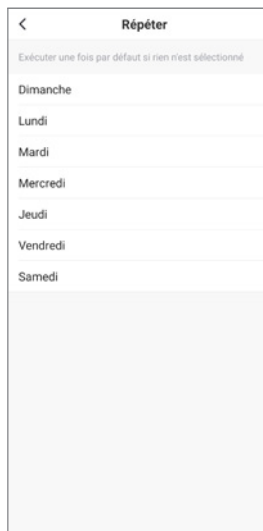 Répéter
Exécuter une fois par défaut si rien n'est sélectionné
Dimanche
Lundi
Mardi
Mercredi
Jeudi
Vendredi
Samedi